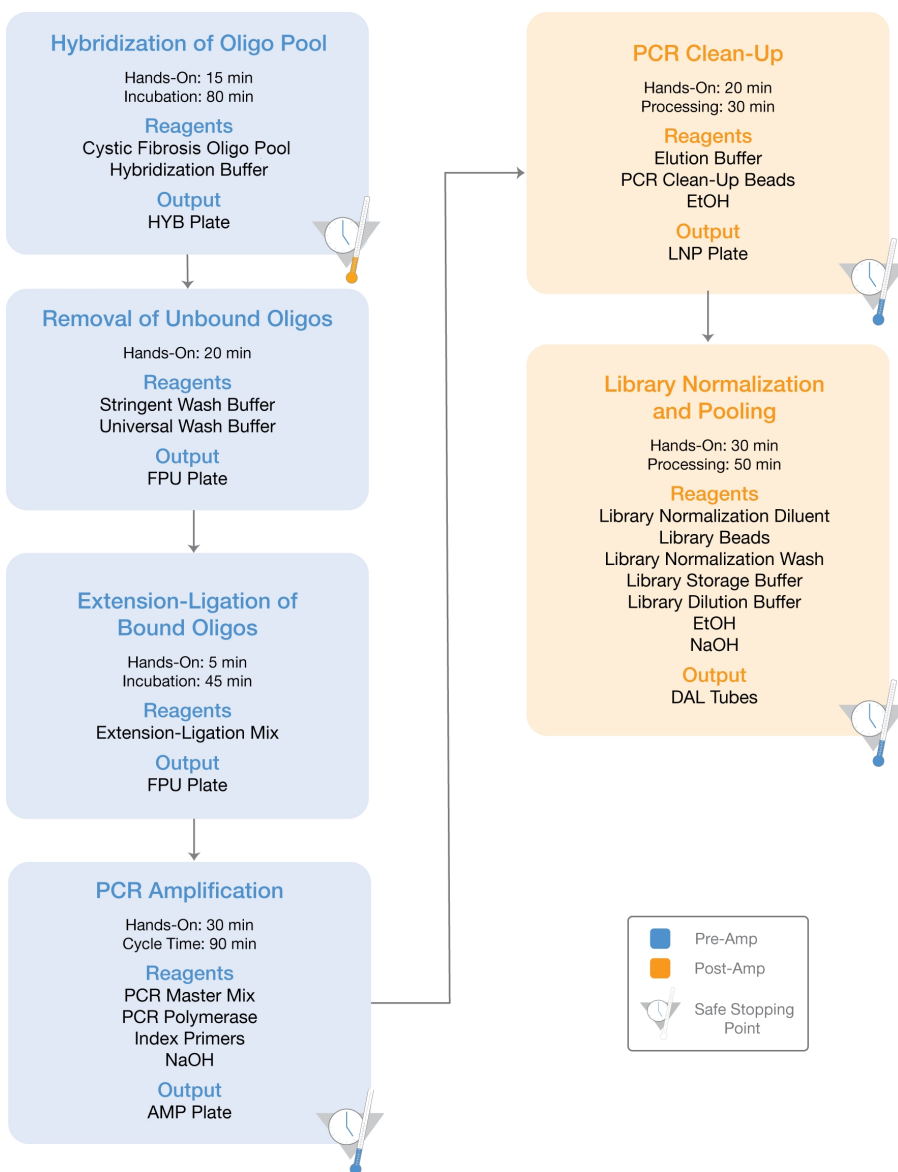 Hybridization of Oligo Pool
Hands-On: 15 min
Incubation: 80 min
Reagents
Cystic Fibrosis Oligo Pool
Hybridization Buffer
Output
HYB Plate
Removal of Unbound Oligos
Hands-On: 20 min
Reagents
Stringent Wash Buffer
Universal Wash Buffer
Output
FPU Plate
Extension-Ligation of
Bound Oligos
Hands-On: 5 min
Incubation: 45 min
Reagents
Extension-Ligation Mix
Output
FPU Plate
PCR Amplification
Hands-On: 30 min
Cycle Time: 90 min
Reagents
PCR Master Mix
PCR Polymerase
Index Primers
NaOH
Output
AMP Plate
PCR Clean-Up
Hands-On: 20 min
Processing: 30 min
Reagents
Elution Buffer
PCR Clean-Up Beads
EtOH
Output
LNP Plate
Library Normalization
and Pooling
Hands-On: 30 min
Processing: 50 min
Reagents
Library Normalization Diluent
Library Beads
Library Normalization Wash
Library Storage Buffer
Library Dilution Buffer
EtOH
NaOH
Output
DAL Tubes
Pre-Amp
Post-Amp
Safe Stopping
Point